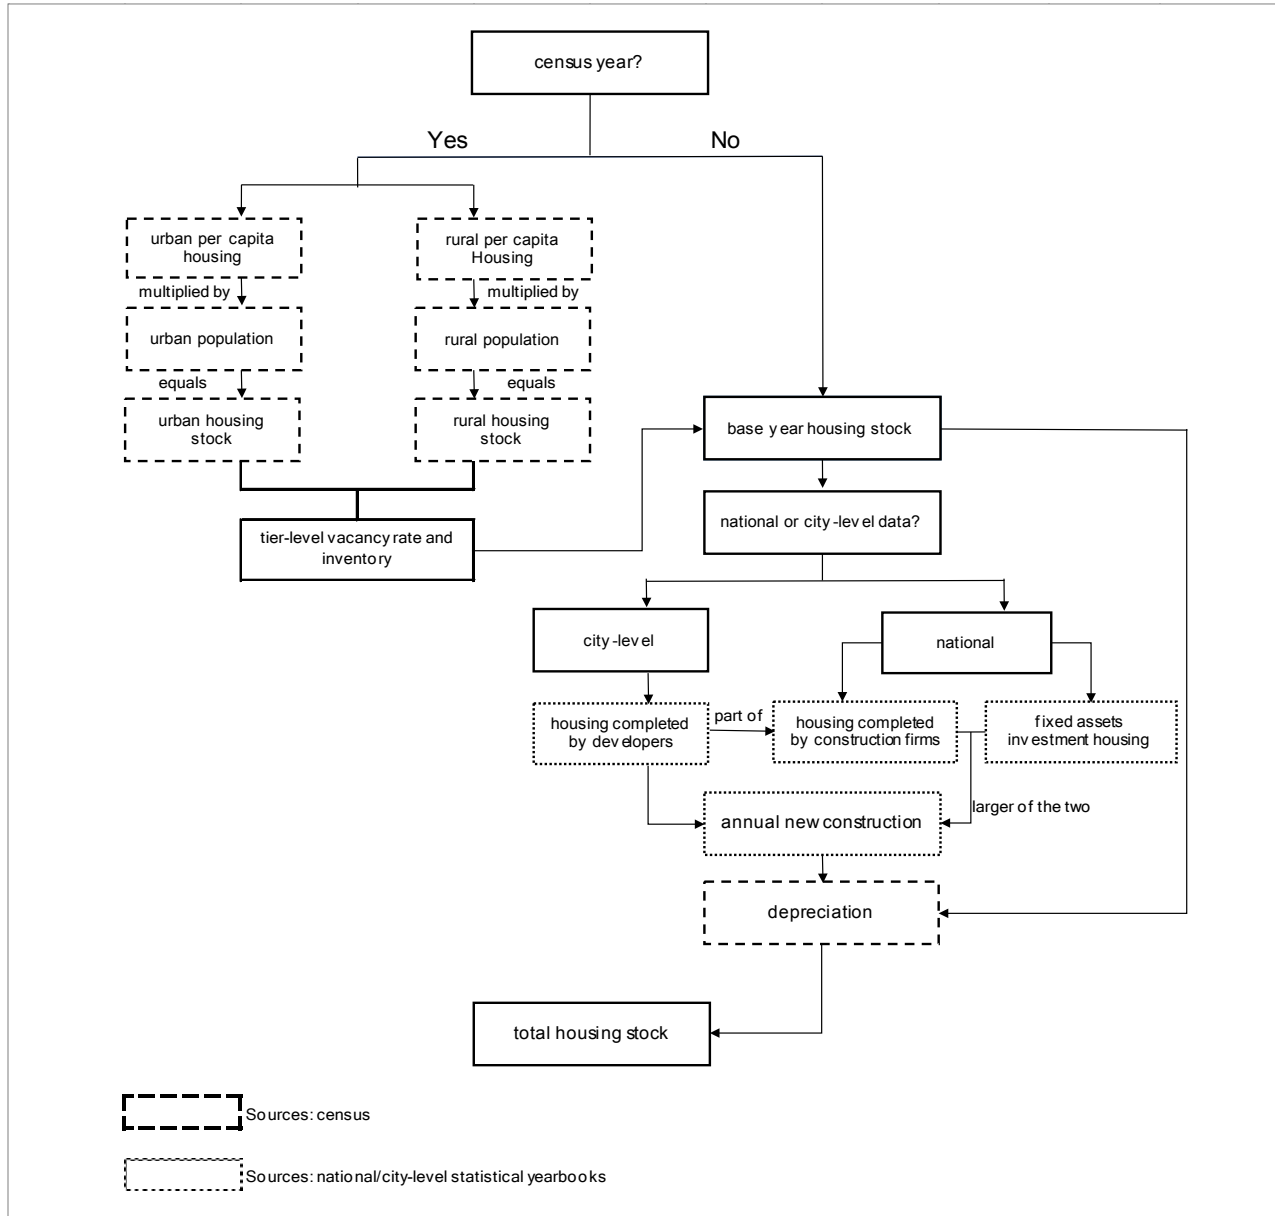 census year?
Yes
No
urban per capita
housing
rural per capita
Housing
multiplied by
multiplied by
urban population
rural population
equals
equals
urban housing
stock
rural housing
stock
base year housing stock
tier-level vacancy rate and
inventory
national or city-level data?
city-level
national
housing completed
by developers
part of
housing completed
by construction firms
fixed assets
investment housing
larger of the two
annual new construction
depreciation
total housing stock
Sources: census
Sources: national/city-level statistical yearbooks